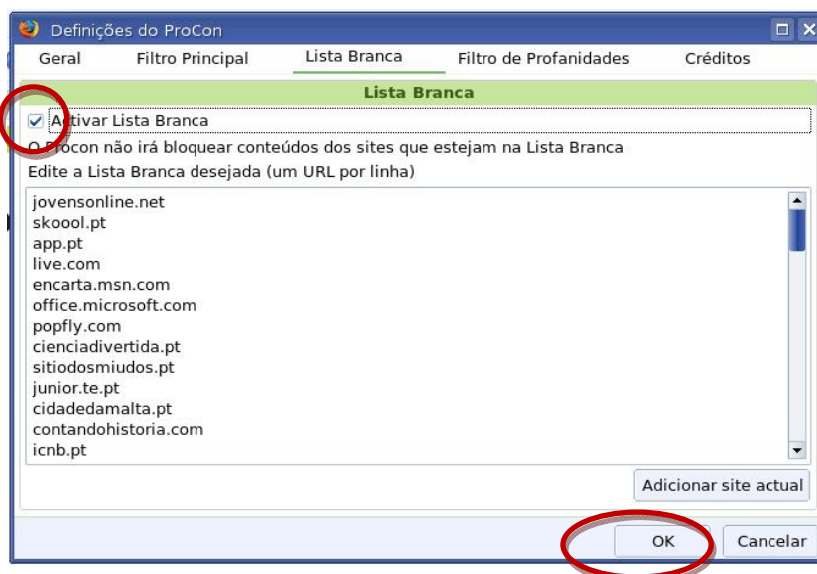 Definições do ProCon
Geral Filtro Principal Lista Branca Filtro de Profanidades Créditos
Lista Branca
Activar Lista Branca
O Procon não irá bloquear conteúdos dos sites que estejam na Lista Branca
Edite a Lista Branca desejada (um URL por linha)
jovensonline.net
skoool.pt
app.pt
live.com
encarta.msn.com
office.microsoft.com
popfly.com
cienciadivertida.pt
sitiodosmiudos.pt
junior.te.pt
cidadedamalta.pt
contandohistoria.com
icnb.pt
Adicionar site actual
OK Cancelar